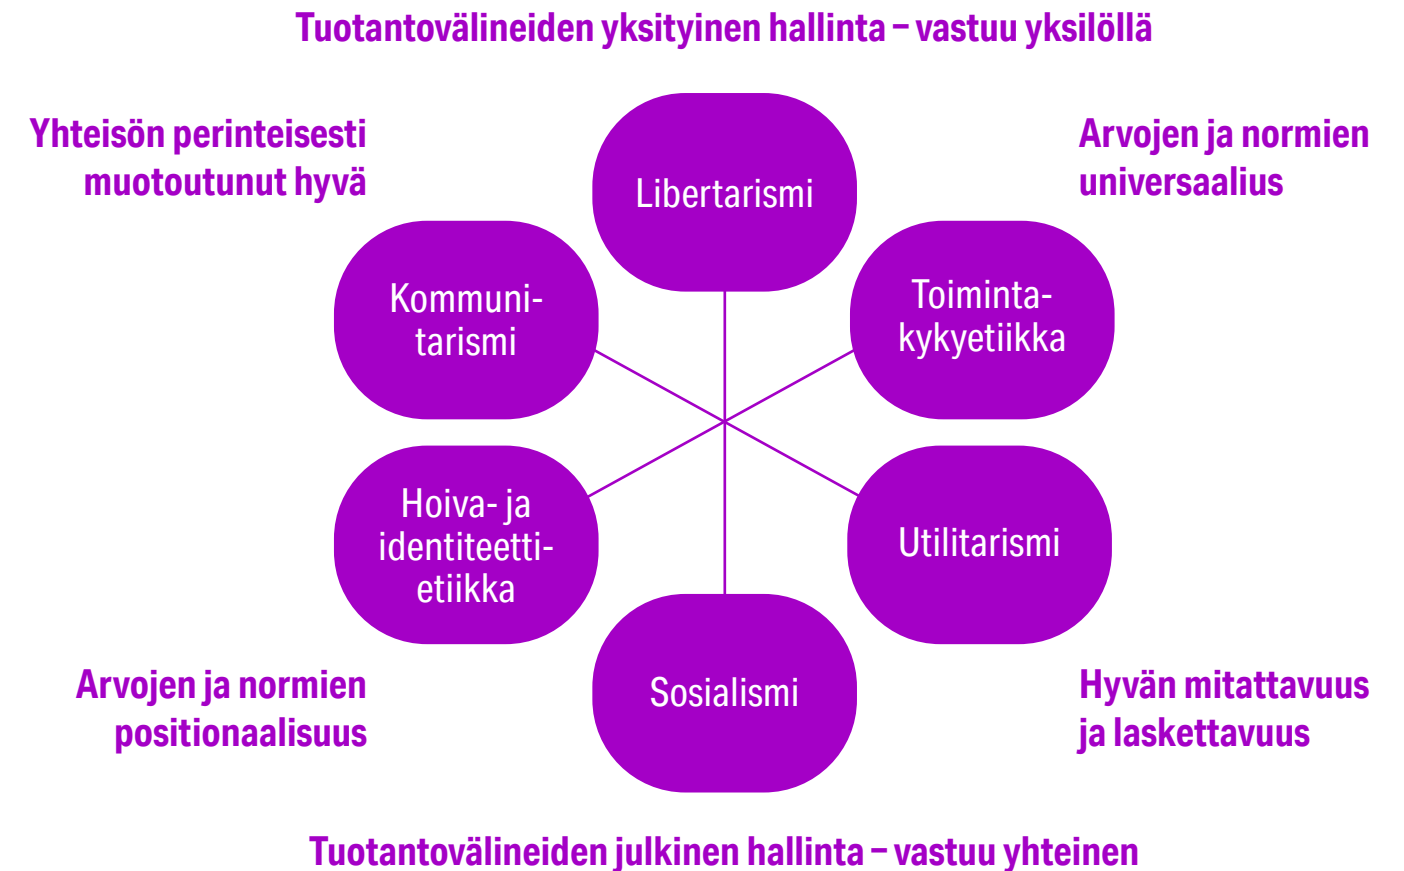 Tuotantovälineiden yksityinen hallinta – vastuu yksilöllä
Yhteisön perinteisesti
muotoutunut hyvä
Arvojen ja normien
universaalius
Libertarismi
Kommuni-
tarismi
Toiminta-
kykyetiikka
Hoiva- ja
identiteetti-
etiikka
Utilitarismi
Sosialismi
Arvojen ja normien
positionaalisuus
Hyvän mitattavuus
ja laskettavuus
Tuotantovälineiden julkinen hallinta – vastuu yhteinen